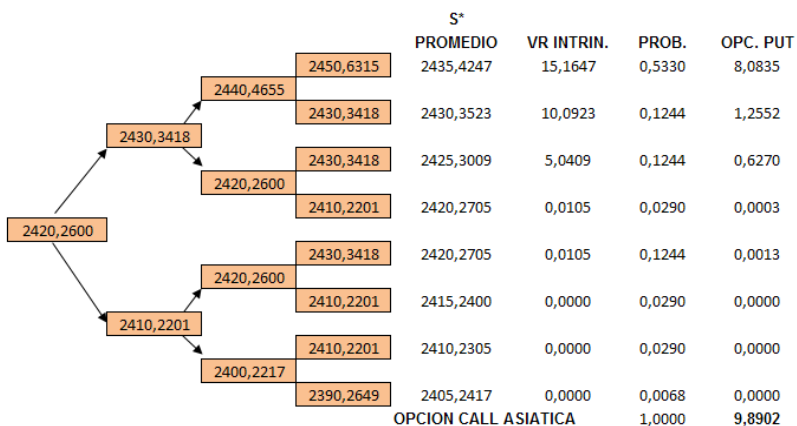 S*
PROMEDIO VR INTRIN. PROB. OPC. PUT
2450,6315 2435,4247 15,1647 0,5330 8,0835
2440,4655
2430,3418 2430,3523 10,0923 0,1244 1,2552
2430,3418
2430,3418 2425,3009 5,0409 0,1244 0,6270
2420,2600
2410,2201 2420,2705 0,0105 0,0290 0,0003
2420,2600
2430,3418 2420,2705 0,0105 0,1244 0,0013
2420,2600
2410,2201 2415,2400 0,0000 0,0290 0,0000
2410,2201
2410,2201 2410,2305 0,0000 0,0290 0,0000
2400,2217
2390,2649 2405,2417 0,0000 0,0068 0,0000
OPCION CALL ASIATICA 1,0000 9,8902